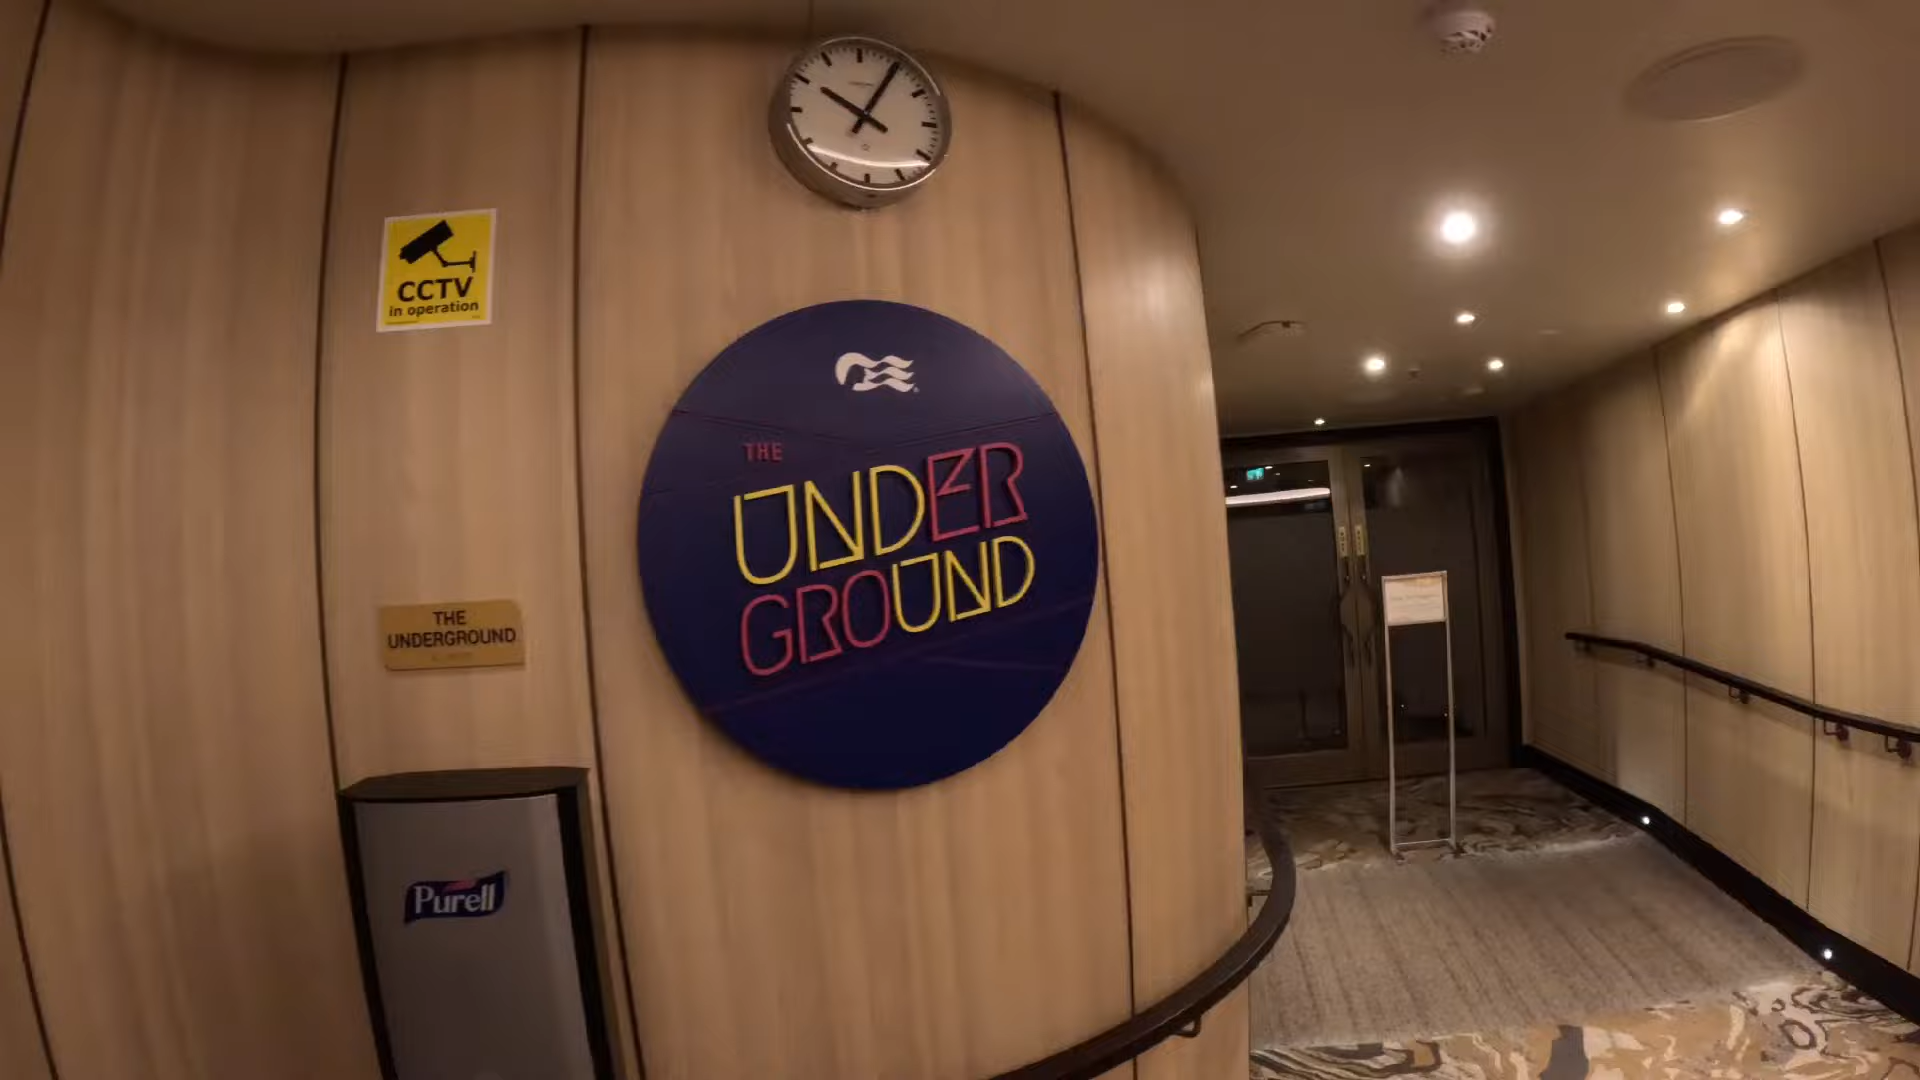 CCTV
in operation
THE
UNDER
GROUND
THE
UNDERGROUND
Purell